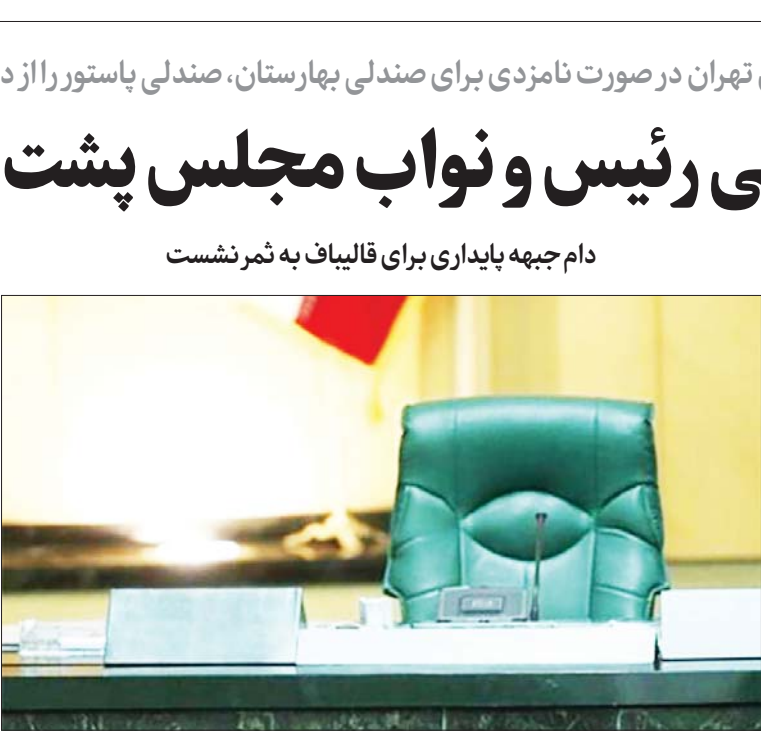 تهران در صورت نامزدی برای صندلی بهارستان، صندلی پاستور را از
رئیس و نواب مجلس پشت
دام جبهه پایداری برای قالیباف به ثمر نشست